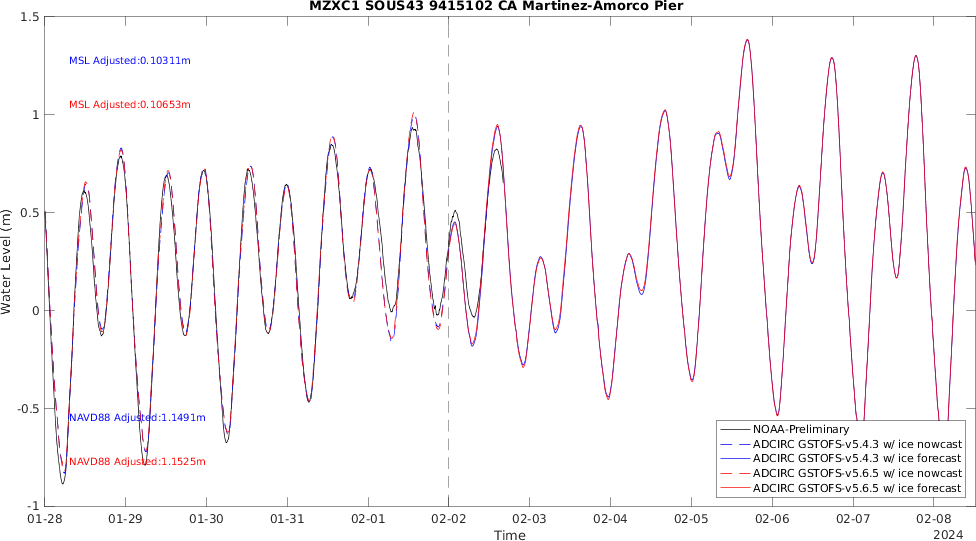 MZXC1 SOUS43 9415102 CA Martinez-Amorco Pier
1.5
1
0.5
0
-0.5
-1
Water Level (m)
MSL Adjusted:0.10311m
MSL Adjusted:0.10653m
NAVD88 Adjusted:1.1491m
NAVD88 Adjusted:1.1525m
NOAA-Preliminary
ADCIRC GSTOFS-v5.4.3 w/ ice nowcast
ADCIRC GSTOFS-v5.4.3 w/ ice forecast
ADCIRC GSTOFS-v5.6.5 w/ ice nowcast
ADCIRC GSTOFS-v5.6.5 w/ ice forecast
01-28 01-29 01-30 01-31 02-01 02-02 02-03 02-04 02-05 02-06 02-07 02-08
Time
2024